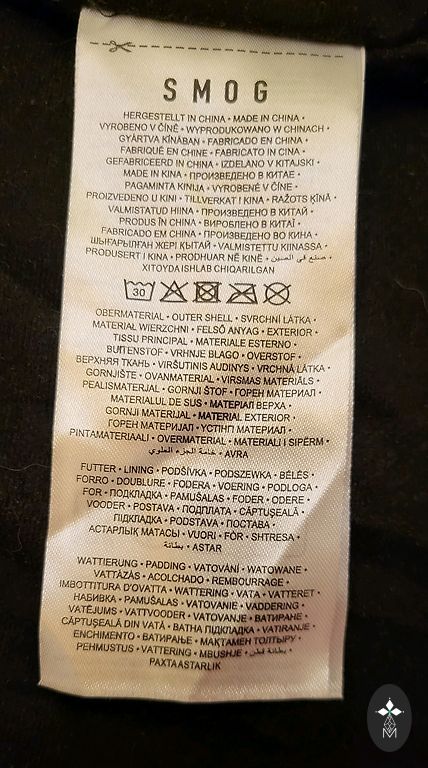 SMOG
HERGESTELLT IN CHINA • MADE IN CHINA •
VYROBENO V ČÍNĚ • WYPRODUKOWANO W CHINACH •
GYÁRTVA KÍNÁBAN • FABRICADO EN CHINA •
FABRIQUÉ EN CHINE • FABRICATO IN CINA •
GEFABRICEERD IN CHINA • IZDELANO V KITAJSKI •
MADE IN KINA • ПРОИЗВЕДЕНО В КИТАЕ •
PAGAMINTA KINIJA • VYROBENÉ V ČÍNE •
PROIZVEDENO U KINI • TILLVERKAT I KINA • RAŽOTS ĶĪNĀ •
VALMISTATUD HIINA • ПРОИЗВЕДЕНО В КИТАЙ •
PRODUS ÎN CHINA • ВИРОБЛЕНО В КИТАЇ •
FABRICADO EM CHINA • ПРОИЗВЕДЕНО ВО КИНА •
ШЫҒАРЫЛҒАН ЖЕРІ ҚЫТАЙ • VALMISTETTU KIINASSA •
PRODUSERT I KINA • PRODHUAR NË KINË • صنع في الصين •
XITOYDA ISHLAB CHIQARILGAN
30
OBERMATERIAL • OUTER SHELL • SVRCHNÍ LÁTKA •
MATERIAŁ WIERZCHNI • FELSŐ ANYAG • EXTERIOR •
TISSU PRINCIPAL • MATERIALE ESTERNO •
BUITENSTOF • VRHNJE BLAGO • OVERSTOF •
ВЕРХНЯЯ ТКАНЬ • VIRŠUTINIS AUDINYS • VRCHNÁ LÁTKA •
GORNJIŠTE • OVANMATERIAL • VIRSMAS MATERIĀLS •
PEALISMATERJAL • GORNJI ŠTOF • ГОРЕН МАТЕРИАЛ •
MATERIALUL DE SUS • МАТЕРІАЛ ВЕРХА •
GORNJI MATERIJAL • MATERIAL EXTERIOR •
ГОРЕН МАТЕРИЈАЛ • ҮСТІҢГІ МАТЕРИАЛ •
PINTAMATERIAALI • OVERMATERIAL • MATERIALI I SIPËRM •
خامة الجزء العلوي • AVRA
FUTTER • LINING • PODŠÍVKA • PODSZEWKA • BÉLÉS •
FORRO • DOUBLURE • FODERA • VOERING • PODLOGA •
FOR • ПОДКЛАДКА • PAMUŠALAS • FODER • ODERE •
VOODER • POSTAVA • ПОДПЛАТА • CĂPTUŞEALĂ •
ПІДКЛАДКА • PODSTAVA • ПОСТАВА •
АСТАРЛЫҚ МАТАСЫ • VUORI • FÔR • SHTRESA •
بطانة • ASTAR
WATTIERUNG • PADDING • VATOVÁNÍ • WATOWANE •
VATTÁZÁS • ACOLCHADO • REMBOURRAGE •
IMBOTTITURA D'OVATTA • WATTERING • VATA • VATTERET •
НАБИВКА • PAMUŠALAS • VATOVANIE • VADDERING •
VATĒJUMS • VATTVOODER • VATOVANJE • ВАТИРАНЕ •
CĂPTUŞEALĂ DIN VATĂ • ВАТНА ПІДКЛАДКА • VATIRANJE •
ENCHIMENTO • ВАТИРАЊЕ • МАҚТАМЕН ТОЛТЫРУ •
PEHMUSTUS • VATTERING • MBUSHJE • بطانة قطن •
PAXTA ASTARLIK
M